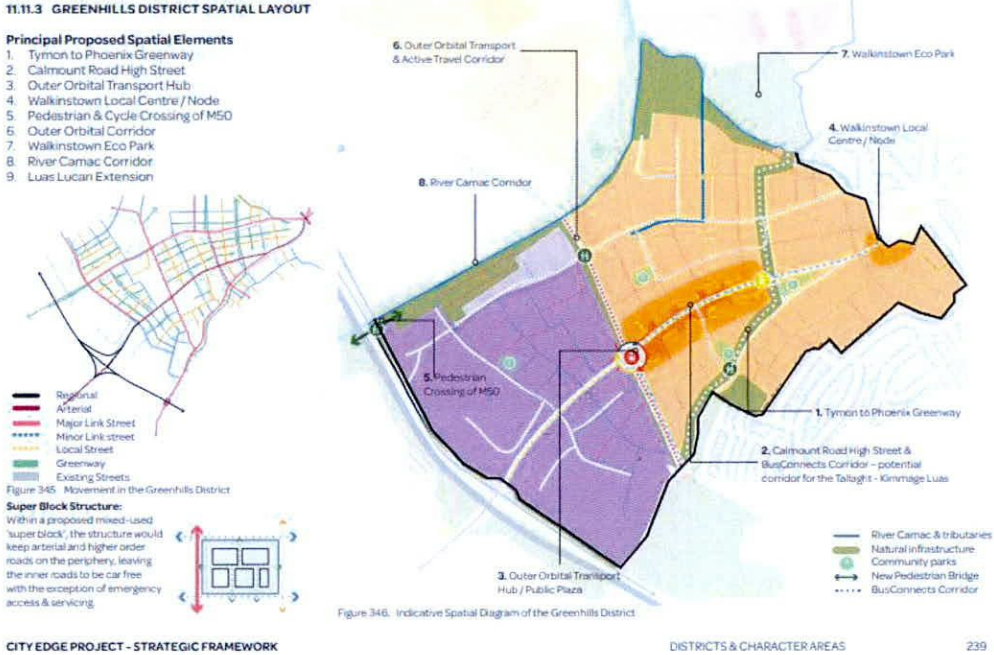 11.11.3 GREENHILLS DISTRICT SPATIAL LAYOUT
Principal Proposed Spatial Elements
1. Tymon to Phoenix Greenway
2. Calmount Road High Street
3. Outer Orbital Transport Hub
4. Walkinstown Local Centre / Node
5. Pedestrian & Cycle Crossing of M50
6. Outer Orbital Corridor
7. Walkinstown Eco Park
8. River Camac Corridor
9. Luas Lucan Extension
Regional
Arterial
Major Link Street
Minor Link street
Local Street
Greenway
Existing Streets
Figure 345 Movement in the Greenhills District
Super Block Structure:
Within a proposed mixed-used
'super block', the structure would
keep arterial and higher order
roads on the periphery, leaving
the inner roads to be car free
with the exception of emergency
access & servicing.
6. Outer Orbital Transport
& Active Travel Corridor
7. Walkinstown Eco Park
4. Walkinstown Local
Centre / Node
8. River Camac Corridor
5. Pedestrian
Crossing of M50
1. Tymon to Phoenix Greenway
2. Calmount Road High Street &
BusConnects Corridor - potential
corridor for the Tallaght - Kimmage Luas
3. Outer Orbital Transport
Hub / Public Plaza
River Camac & tributaries
Natural infrastructure
Community parks
New Pedestrian Bridge
BusConnects Corridor
Figure 346. Indicative Spatial Diagram of the Greenhills District
CITY EDGE PROJECT - STRATEGIC FRAMEWORK
DISTRICTS & CHARACTER AREAS
239